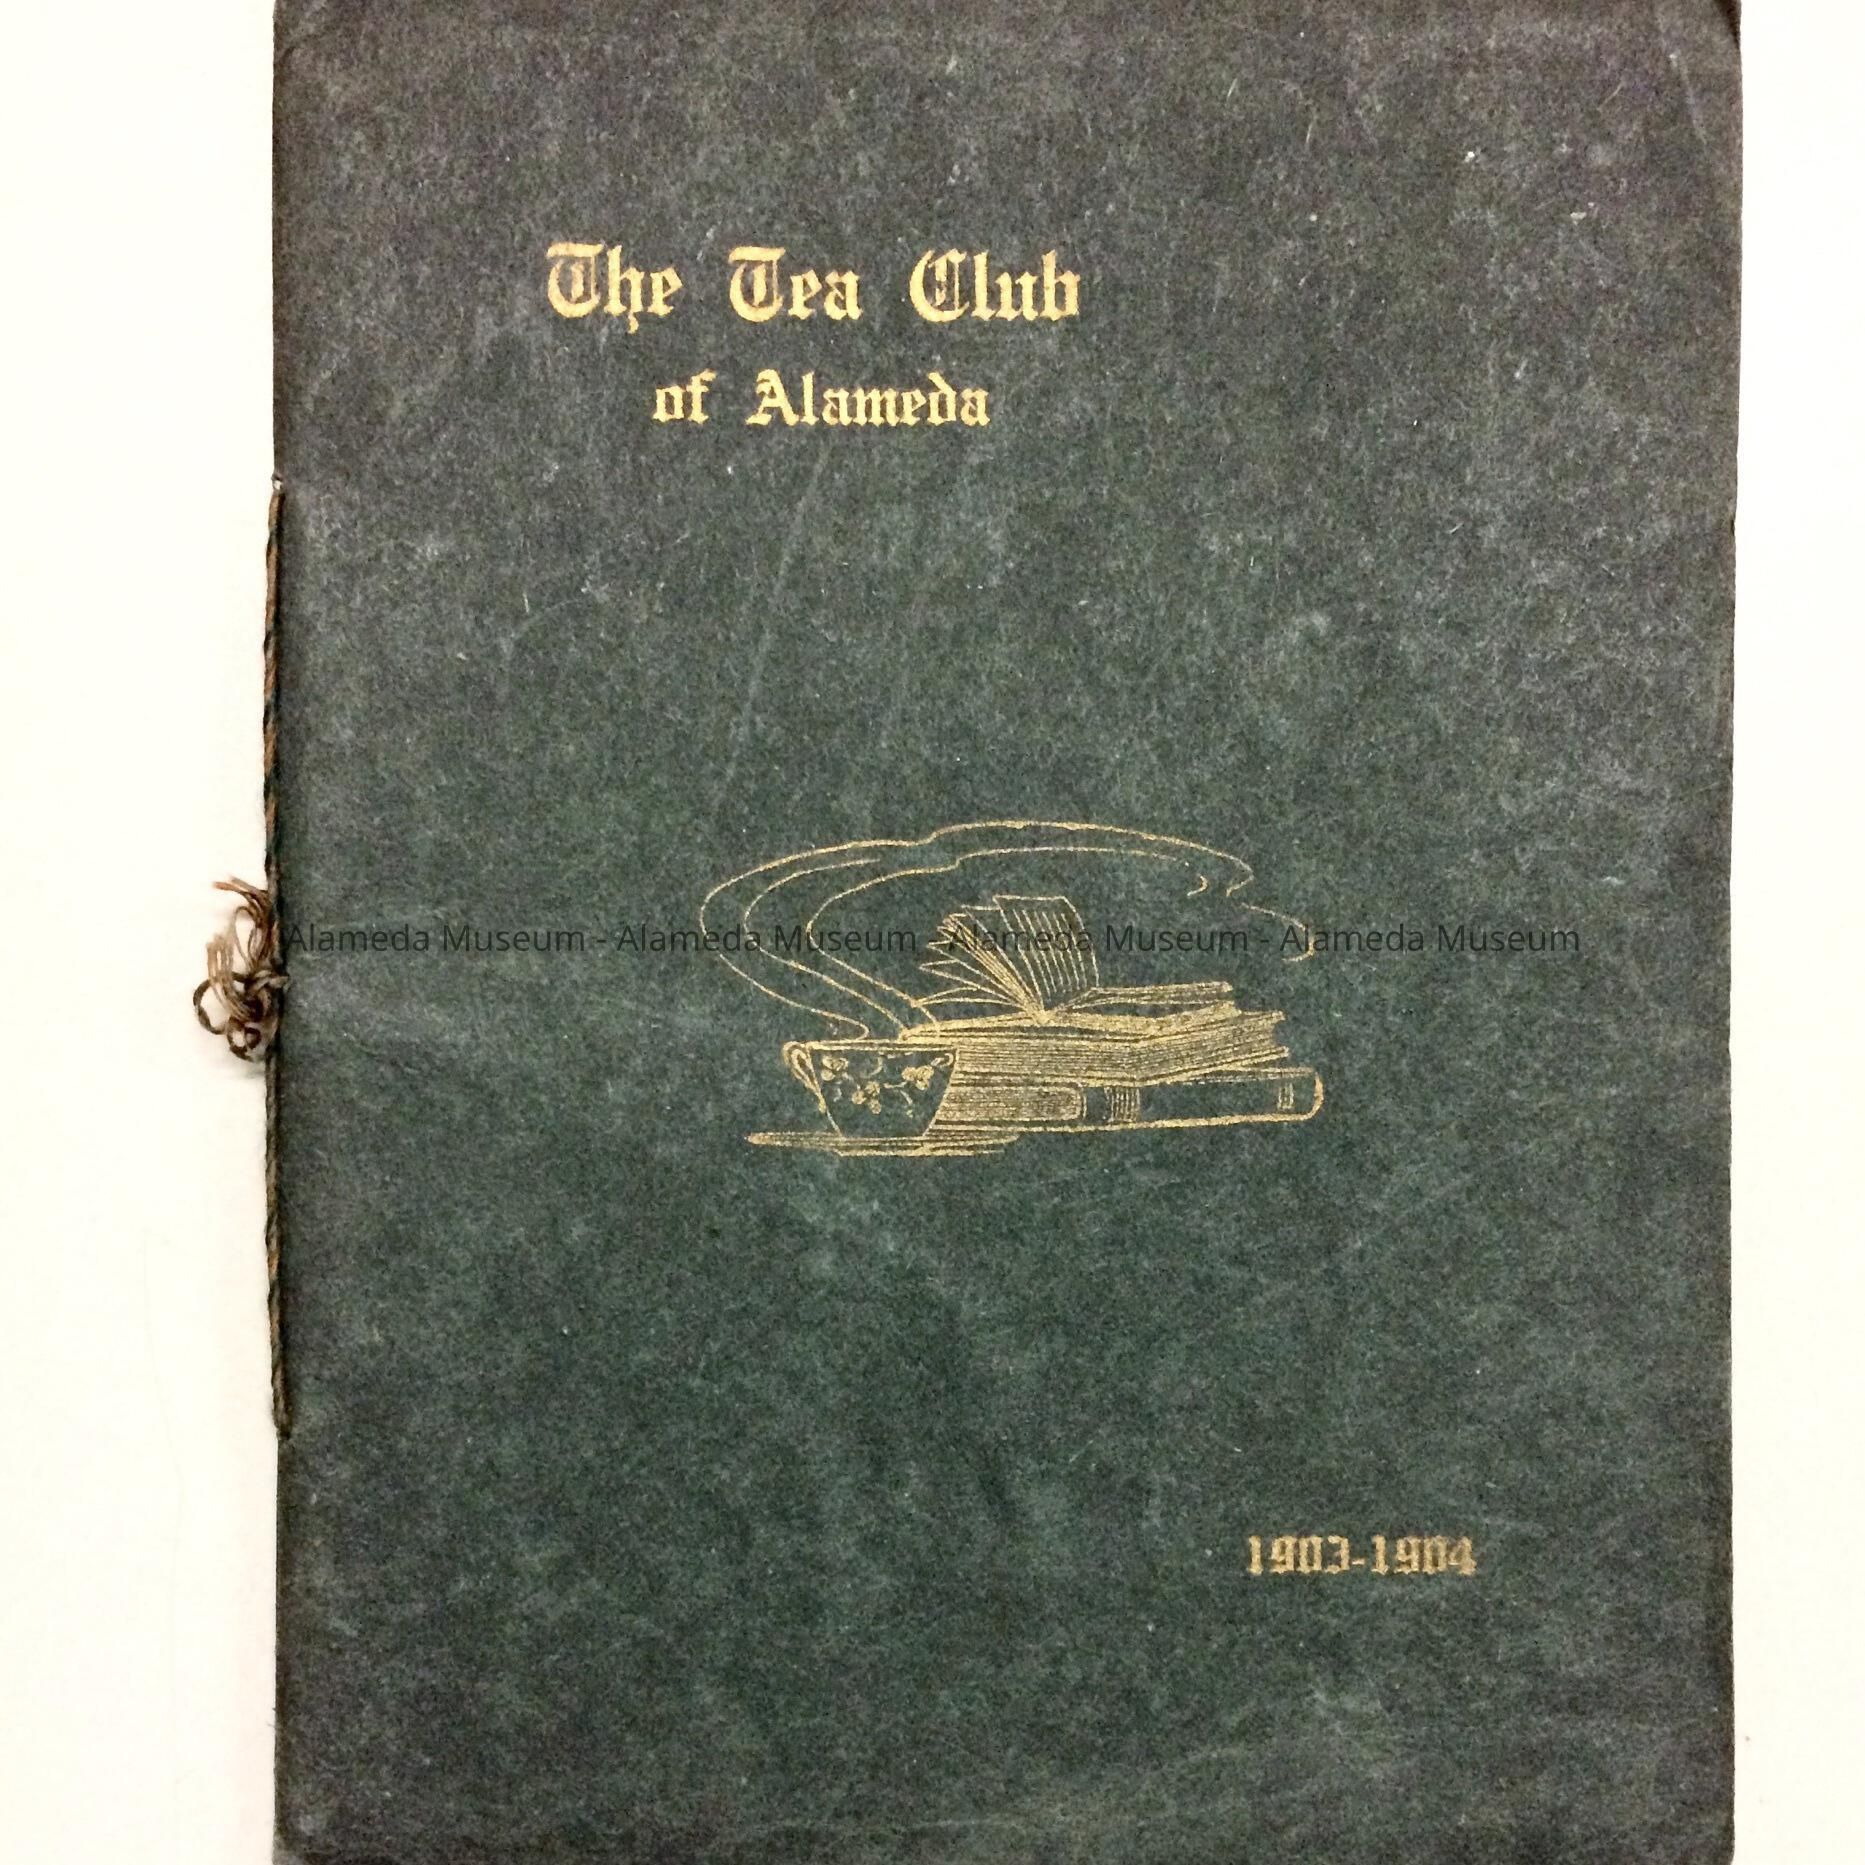 The Tea Club
of Alameda
Alameda Museum - Alameda Museum - Alameda Museum - Alameda Museum
1903-1904